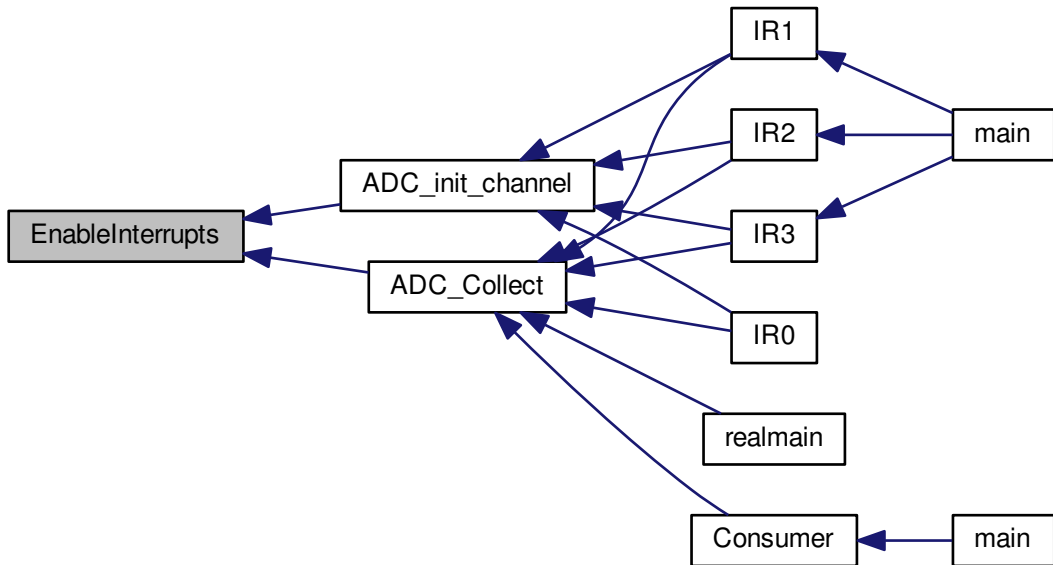 IR1
IR2
main
ADC_init_channel
EnableInterrupts
IR3
ADC_Collect
IR0
realmain
Consumer
main